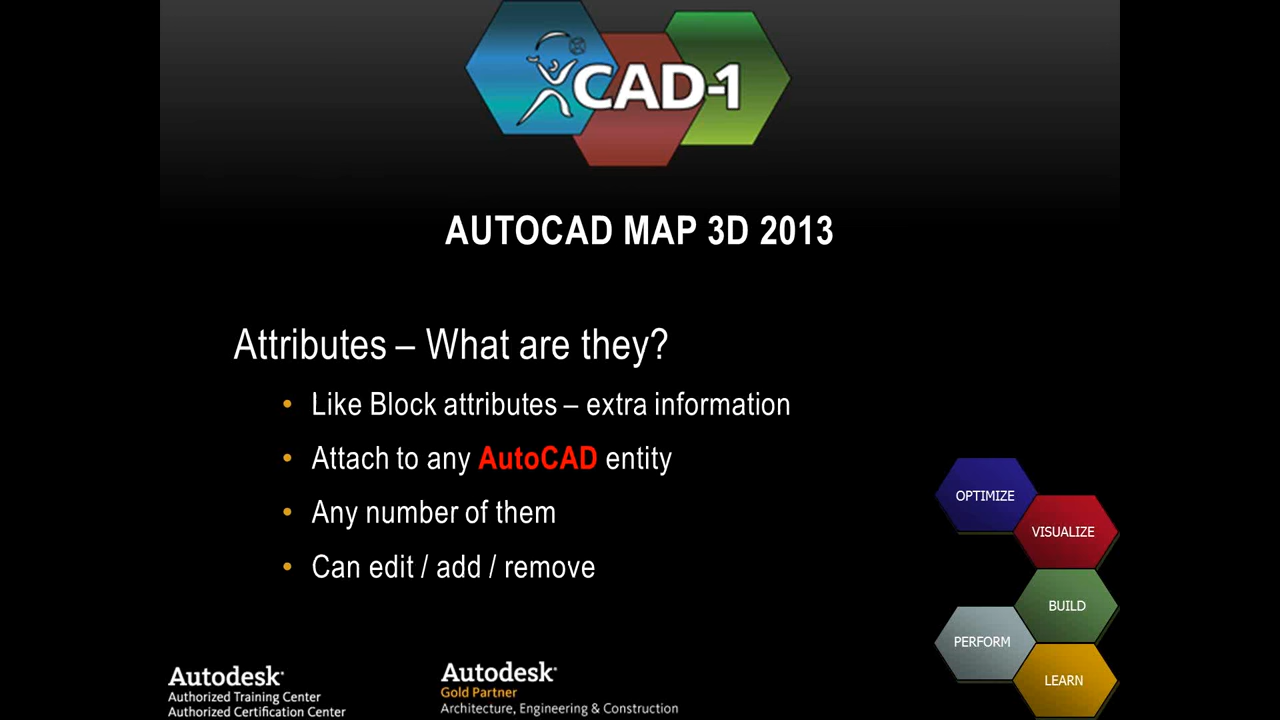 CAD-1
AUTOCAD MAP 3D 2013
Attributes – What are they?
• Like Block attributes – extra information
• Attach to any AutoCAD entity
• Any number of them
• Can edit / add / remove
OPTIMIZE
VISUALIZE
BUILD
PERFORM
LEARN
Autodesk
Authorized Training Center
Authorized Certification Center
Autodesk
Gold Partner
Architecture, Engineering & Construction